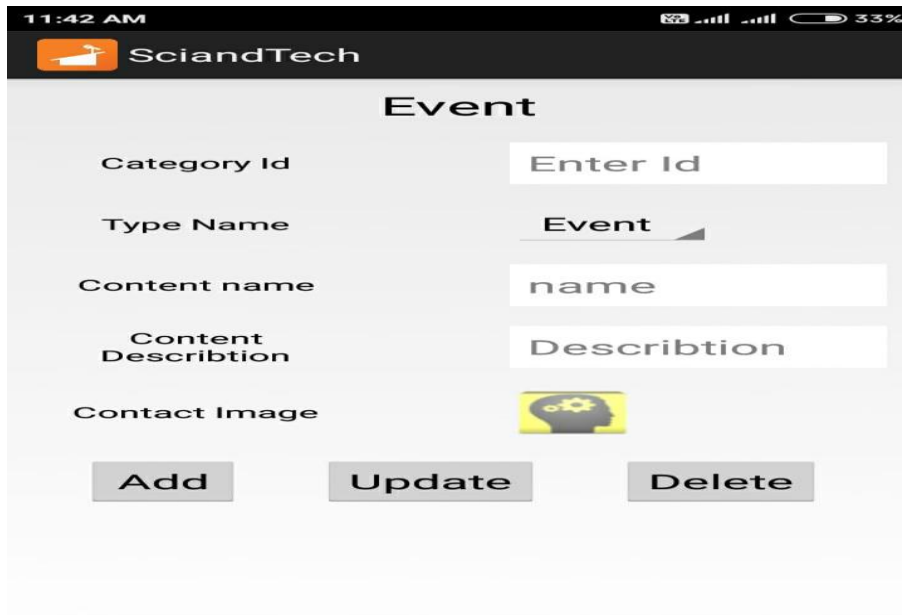 11:42 AM VoLTE 33%
SciandTech
Event
Category Id Enter Id
Type Name Event
Content name name
Content
Describtion Describtion
Contact Image
Add Update Delete